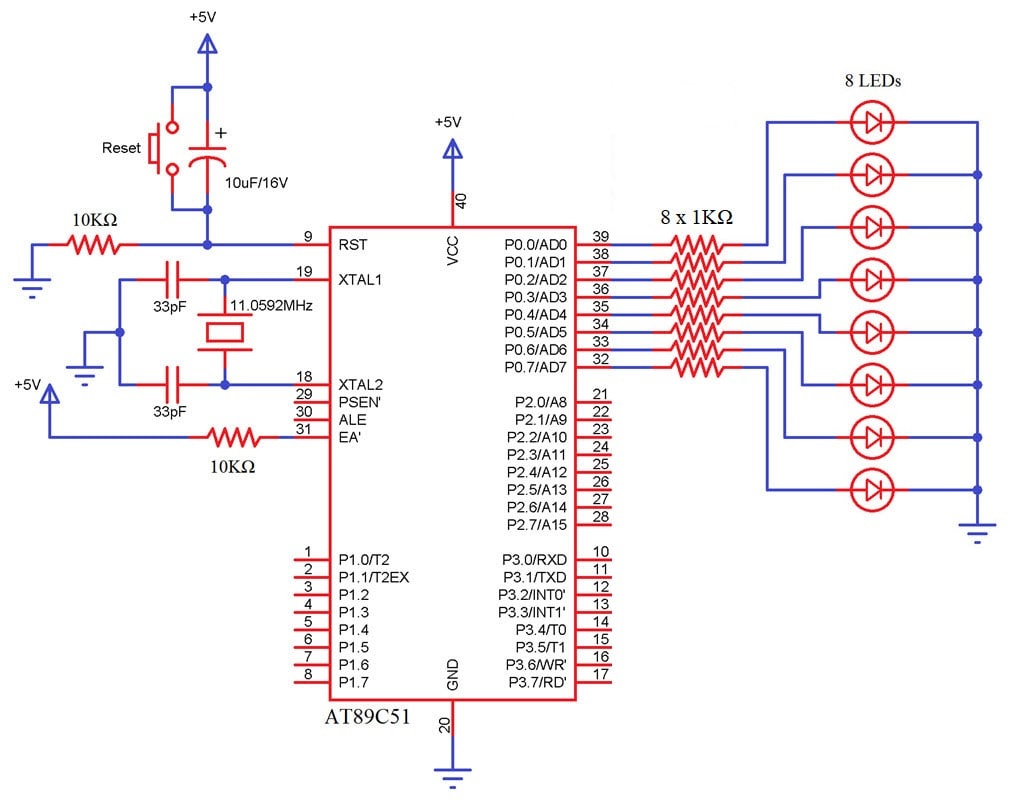 +5V
8 LEDs
+5V
+
Reset
10uF/16V
40
10KΩ
8 x 1KΩ
9
RST
VCC
P0.0/AD0
39
P0.1/AD1
38
19
XTAL1
P0.2/AD2
37
P0.3/AD3
36
33pF
11.0592MHz
P0.4/AD4
35
P0.5/AD5
34
P0.6/AD6
33
P0.7/AD7
32
+5V
18
XTAL2
29
PSEN'
P2.0/A8
21
33pF
30
ALE
P2.1/A9
22
31
EA'
P2.2/A10
23
10KΩ
P2.3/A11
24
P2.4/A12
25
P2.5/A13
26
P2.6/A14
27
P2.7/A15
28
1
P1.0/T2
P3.0/RXD
10
2
P1.1/T2EX
P3.1/TXD
11
3
P1.2
P3.2/INT0'
12
4
P1.3
P3.3/INT1'
13
5
P1.4
P3.4/T0
14
6
P1.5
P3.5/T1
15
7
P1.6
P3.6/WR'
16
8
P1.7
P3.7/RD'
17
GND
AT89C51
20